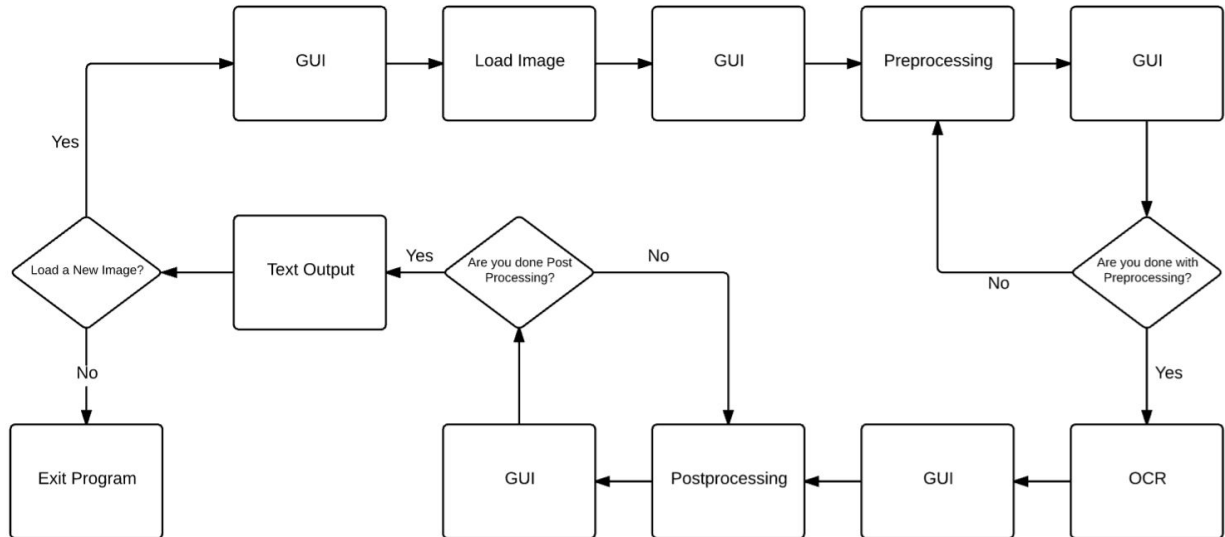 GUI
Load Image
GUI
Preprocessing
GUI
Yes
Load a New Image?
Text Output
Yes
Are you done Post
Processing?
No
No
Are you done with
Preprocessing?
No
Yes
Exit Program
GUI
Postprocessing
GUI
OCR